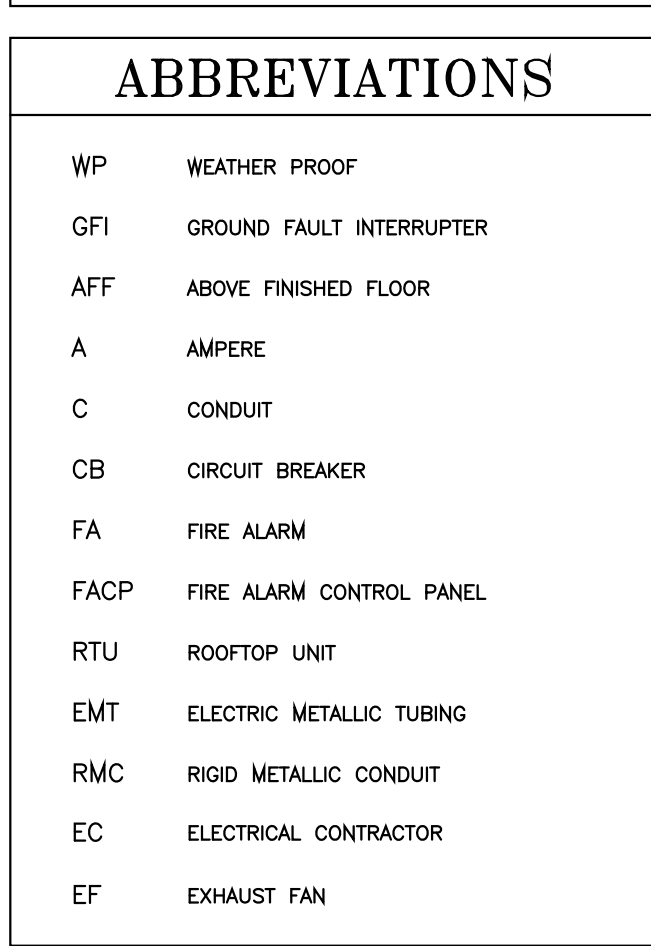 ABBREVIATIONS
WP WEATHER PROOF
GFI GROUND FAULT INTERRUPTER
AFF ABOVE FINISHED FLOOR
A AMPERE
C CONDUIT
CB CIRCUIT BREAKER
FA FIRE ALARM
FACP FIRE ALARM CONTROL PANEL
RTU ROOFTOP UNIT
EMT ELECTRIC METALLIC TUBING
RMC RIGID METALLIC CONDUIT
EC ELECTRICAL CONTRACTOR
EF EXHAUST FAN